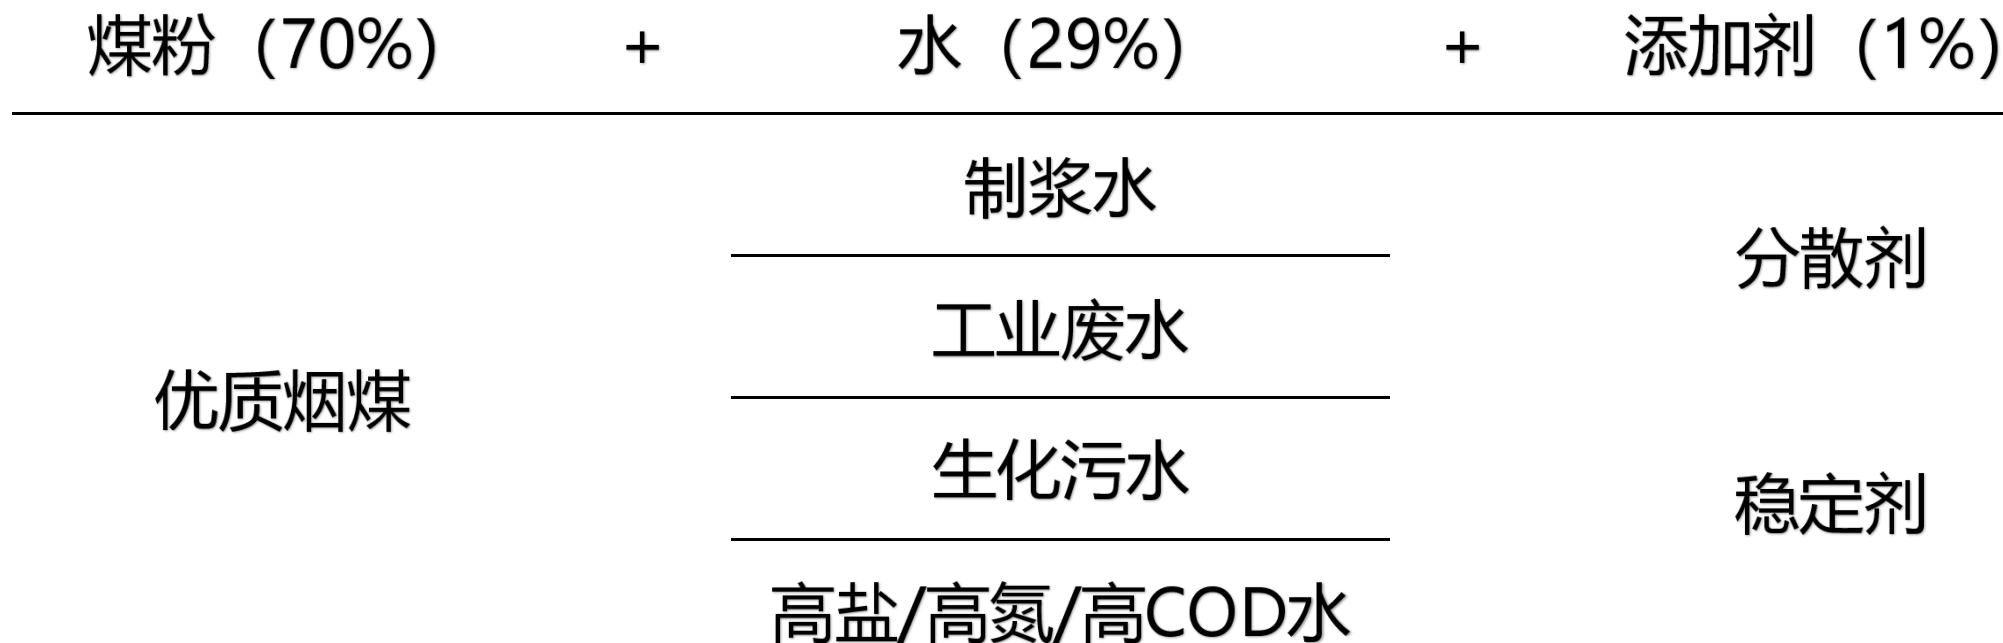 煤粉（70%） + 水（29%） + 添加剂（1%）
制浆水
分散剂
工业废水
优质烟煤
生化污水
稳定剂
高盐/高氮/高COD水